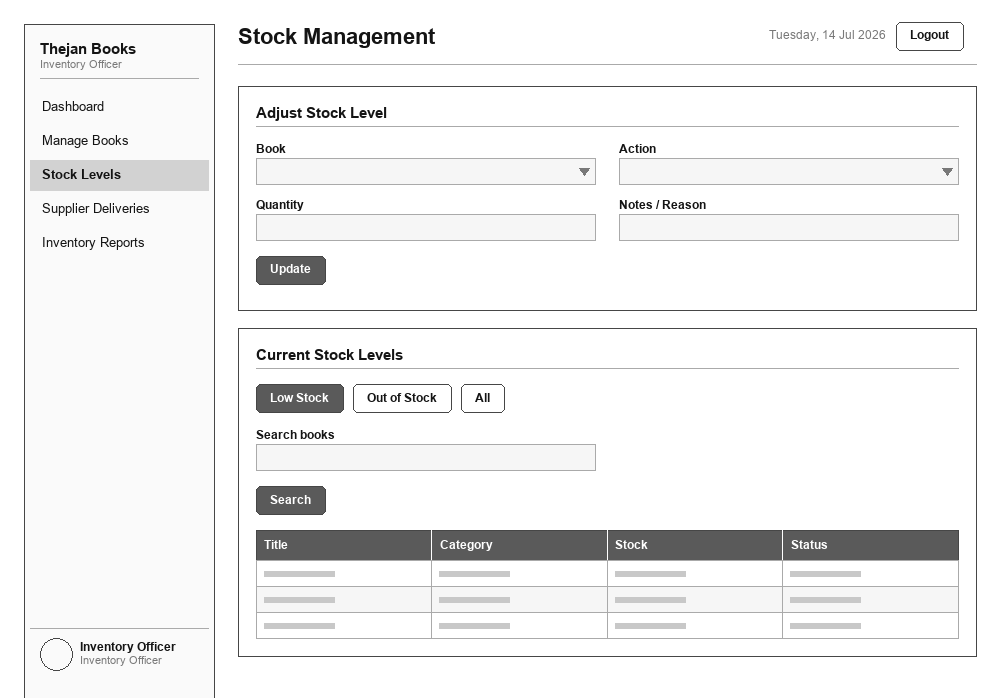 Thejan Books
Inventory Officer
Dashboard
Manage Books
Stock Levels
Supplier Deliveries
Inventory Reports
Inventory Officer
Inventory Officer
Stock Management
Tuesday, 14 Jul 2026
Logout
Adjust Stock Level
Book
Action
Quantity
Notes / Reason
Update
Current Stock Levels
Low Stock
Out of Stock
All
Search books
Search
Title
Category
Stock
Status